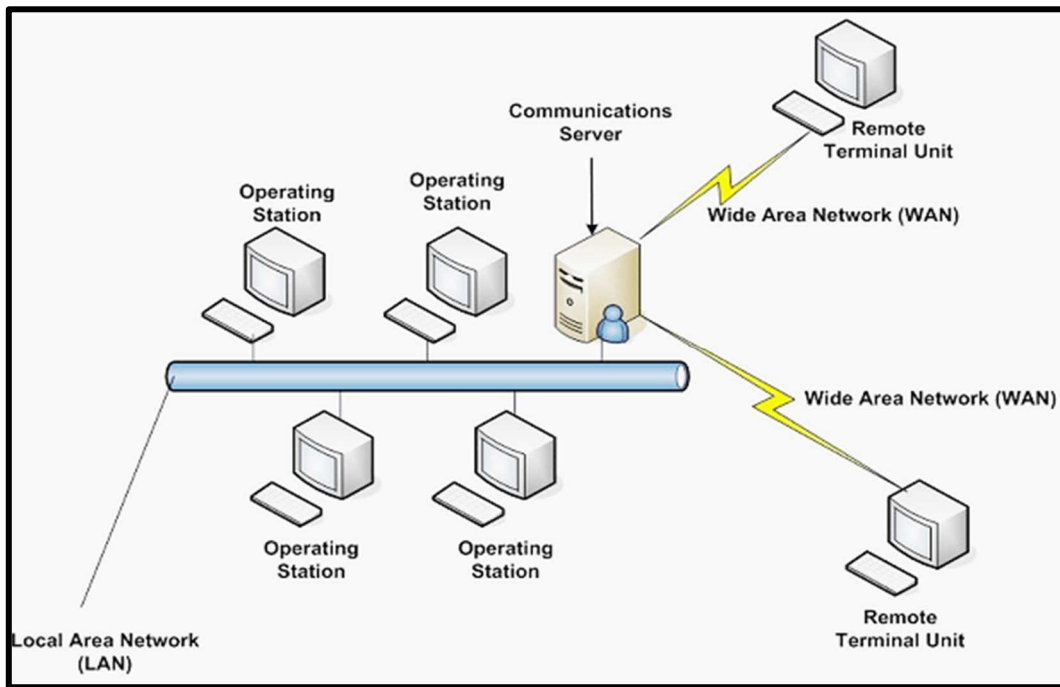 Communications
Server
Remote
Terminal Unit
Operating
Station
Operating
Station
Wide Area Network (WAN)
Wide Area Network (WAN)
Operating
Station
Operating
Station
Remote
Terminal Unit
Local Area Network
(LAN)